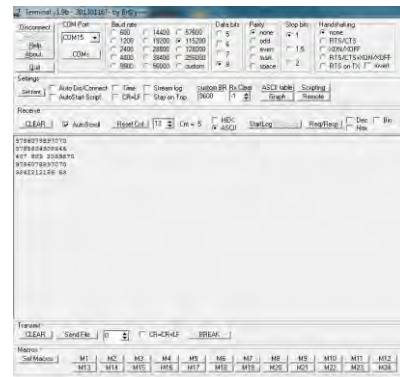 Terminal v1.9b - 20130116? - by Br@y++
Disconnect
Help
About..
Quit
COM Port
COM15
COMs
Baud rate
600 14400 57600
1200 19200 115200
2400 28800 128000
4800 38400 256000
9600 56000 custom
Data bits
5
6
7
8
Parity
none
odd
even
mark
space
Stop bits
1
1.5
2
Handshaking
none
RTS/CTS
XON/XOFF
RTS/CTS+XON/XOFF
RTS on TX invert
Settings
Set font
Auto Dis/Connect Time Stream log
AutoStart Script CR=LF Stay on Top
custom BR Rx Clear
9600 -1
ASCII table Scripting
Graph Remote
Receive
CLEAR AutoScroll Reset Cnt 13 Cnt = 5 HEX
ASCII StartLog Req/Resp Dec Bin
Hex
Transmit
CLEAR Send File 0 CR=CR+LF BREAK
Macros
Set Macros M1 M2 M3 M4 M5 M6 M7 M8 M9 M10 M11 M12
M13 M14 M15 M16 M17 M18 M19 M20 M21 M22 M23 M24